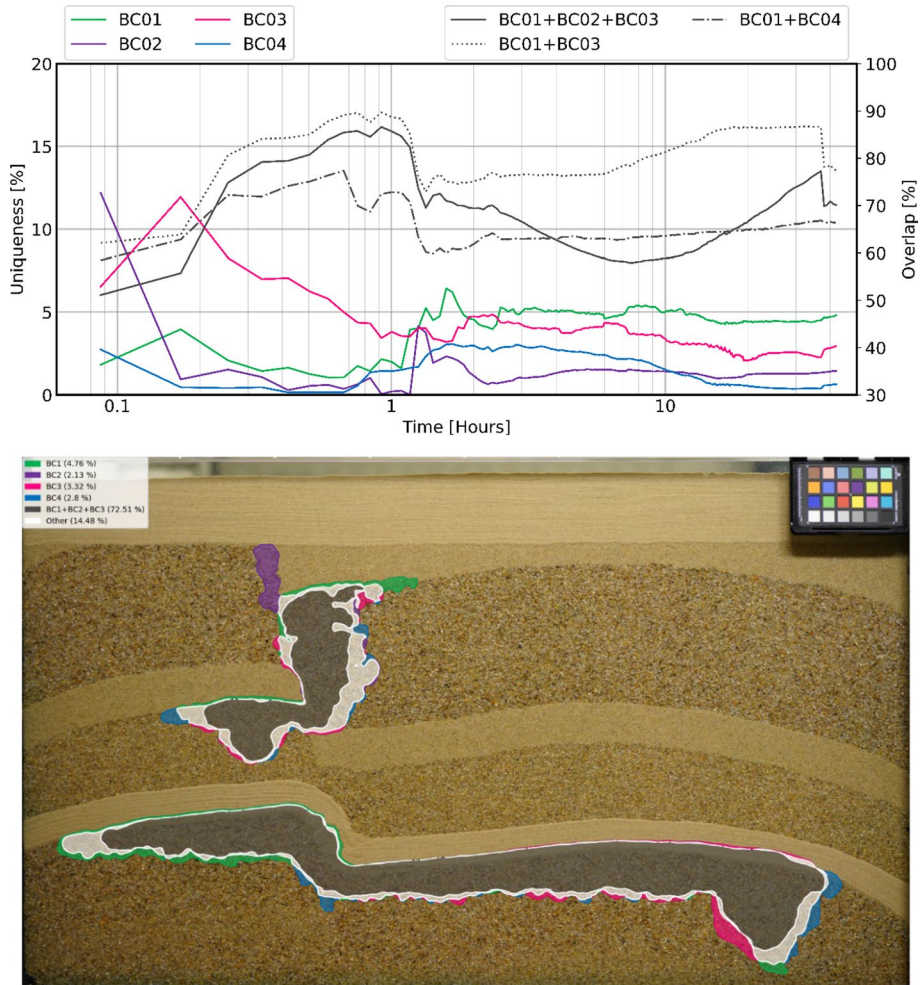 BC01
BC02
BC03
BC04
BC01+BC02+BC03
BC01+BC03
BC01+BC04
20
15
10
5
0
Uniqueness [%]
100
90
80
70
60
50
40
30
Overlap [%]
0.1
1
10
Time [Hours]
BC1 (4.76 %)
BC2 (2.13 %)
BC3 (3.32 %)
BC4 (2.8 %)
BC1+BC2+BC3 (72.51 %)
Other (14.48 %)